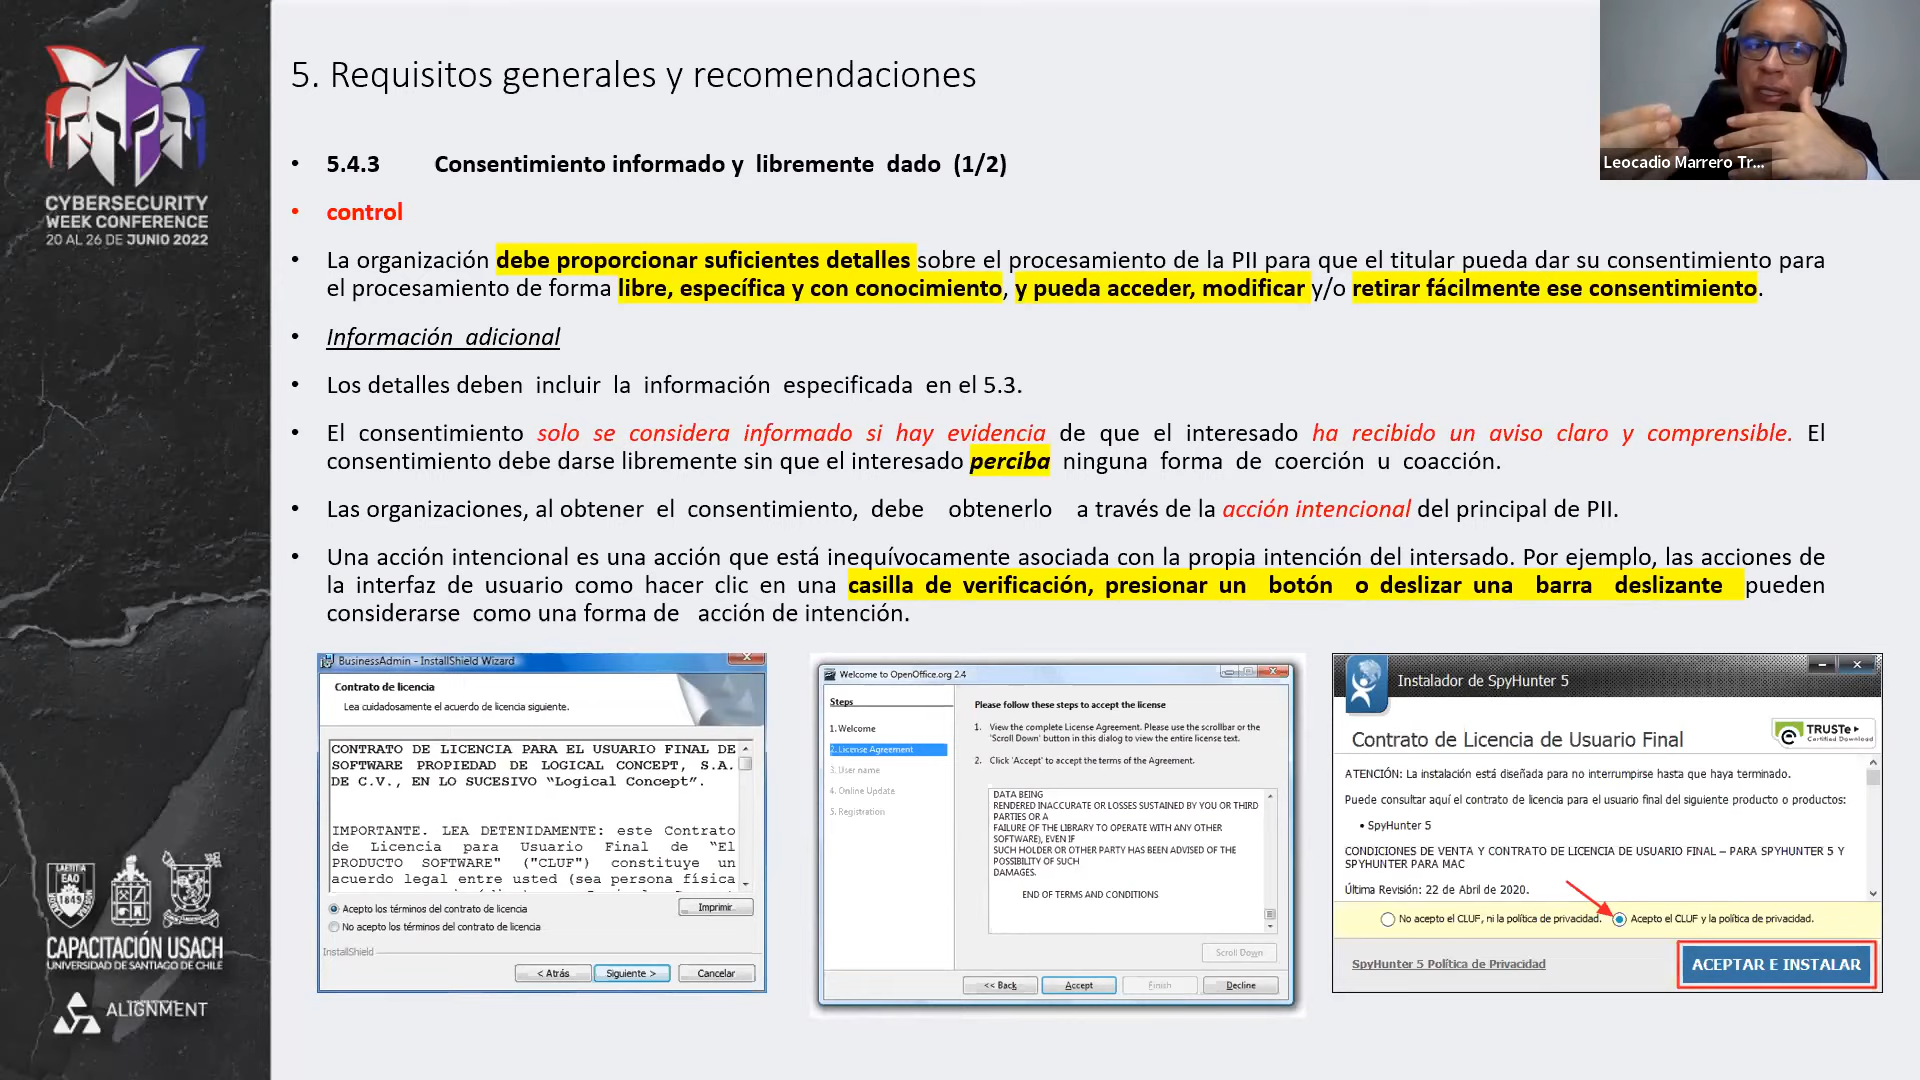 CYBERSECURITY
WEEK CONFERENCE
20 AL 26 DE JUNIO 2022
5. Requisitos generales y recomendaciones
Leocadio Marrero Tr...
• 5.4.3 Consentimiento informado y libremente dado (1/2)
• control
• La organización debe proporcionar suficientes detalles sobre el procesamiento de la PII para que el titular pueda dar su consentimiento para
el procesamiento de forma libre, específica y con conocimiento, y pueda acceder, modificar y/o retirar fácilmente ese consentimiento.
• Información adicional
• Los detalles deben incluir la información especificada en el 5.3.
• El consentimiento solo se considera informado si hay evidencia de que el interesado ha recibido un aviso claro y comprensible. El
consentimiento debe darse libremente sin que el interesado perciba ninguna forma de coerción u coacción.
• Las organizaciones, al obtener el consentimiento, debe obtenerlo a través de la acción intencional del principal de PII.
• Una acción intencional es una acción que está inequívocamente asociada con la propia intención del intersado. Por ejemplo, las acciones de
la interfaz de usuario como hacer clic en una casilla de verificación, presionar un botón o deslizar una barra deslizante pueden
considerarse como una forma de acción de intención.
BusinessAdmin - InstallShield Wizard
Contrato de licencia
Lea cuidadosamente el acuerdo de licencia siguiente.
CONTRATO DE LICENCIA PARA EL USUARIO FINAL DE
SOFTWARE PROPIEDAD DE LOGICAL CONCEPT, S.A.
DE C.V., EN LO SUCESIVO “Logical Concept”.
IMPORTANTE. LEA DETENIDAMENTE: este Contrato
de Licencia para Usuario Final de “El
PRODUCTO SOFTWARE" ("CLUF") constituye un
acuerdo legal entre usted (sea persona física
Acepto los términos del contrato de licencia
Imprimir
No acepto los términos del contrato de licencia
InstallShield
< Atrás
Siguiente >
Cancelar
Welcome to OpenOffice.org 2.4
Steps
1. Welcome
2. License Agreement
3. User name
4. Online Update
5. Registration
Please follow these steps to accept the license
1. View the complete License Agreement. Please use the scrollbar or the
'Scroll Down' button in this dialog to view the entire license text.
2. Click 'Accept' to accept the terms of the Agreement.
DATA BEING
RENDERED INACCURATE OR LOSSES SUSTAINED BY YOU OR THIRD
PARTIES OR A
FAILURE OF THE LIBRARY TO OPERATE WITH ANY OTHER
SOFTWARE), EVEN IF
SUCH HOLDER OR OTHER PARTY HAS BEEN ADVISED OF THE
POSSIBILITY OF SUCH
DAMAGES.
END OF TERMS AND CONDITIONS
Scroll Down
<< Back
Accept
Finish
Decline
Instalador de SpyHunter 5
TRUSTe
Certified Download
Contrato de Licencia de Usuario Final
ATENCIÓN: La instalación está diseñada para no interrumpirse hasta que haya terminado.
Puede consultar aquí el contrato de licencia para el usuario final del siguiente producto o productos:
• SpyHunter 5
CONDICIONES DE VENTA Y CONTRATO DE LICENCIA DE USUARIO FINAL – PARA SPYHUNTER 5 Y
SPYHUNTER PARA MAC
Última Revisión: 22 de Abril de 2020.
No acepto el CLUF, ni la política de privacidad.
Acepto el CLUF y la política de privacidad.
SpyHunter 5 Política de Privacidad
ACEPTAR E INSTALAR
LAETITIA
EAO
1849
CAPACITACIÓN USACH
UNIVERSIDAD DE SANTIAGO DE CHILE
ALIGNMENT